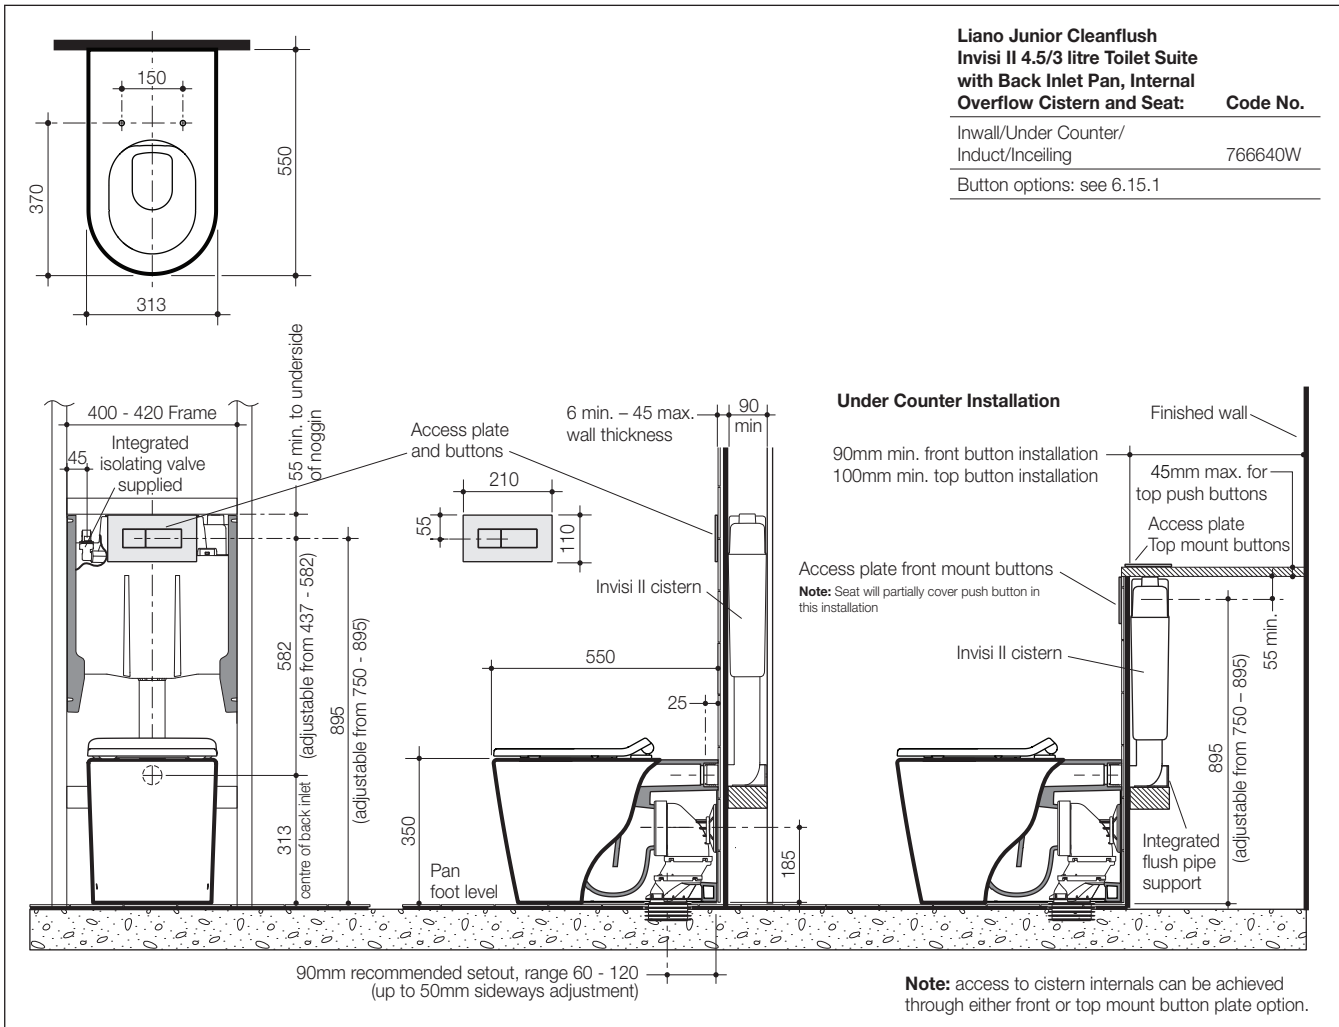 Liano Junior Cleanflush
Invisi II 4.5/3 litre Toilet Suite
with Back Inlet Pan, Internal
Overflow Cistern and Seat: Code No.
Inwall/Under Counter/
Induct/Inceiling 766640W
Button options: see 6.15.1
150
370
550
313
400 - 420 Frame
Integrated
isolating valve
supplied
45
55 min. to underside
of noggin
582
(adjustable from 437 - 582)
895
(adjustable from 750 - 895)
313
centre of back inlet
Access plate
and buttons
210
55
110
6 min. – 45 max.
wall thickness
90
min
Invisi II cistern
550
25
350
Pan
foot level
185
90mm recommended setout, range 60 - 120
(up to 50mm sideways adjustment)
Under Counter Installation
Finished wall
90mm min. front button installation
100mm min. top button installation
45mm max. for
top push buttons
Access plate
Top mount buttons
Access plate front mount buttons
Note: Seat will partially cover push button in
this installation
Invisi II cistern
55 min.
895
(adjustable from 750 – 895)
Integrated
flush pipe
support
Note: access to cistern internals can be achieved
through either front or top mount button plate option.